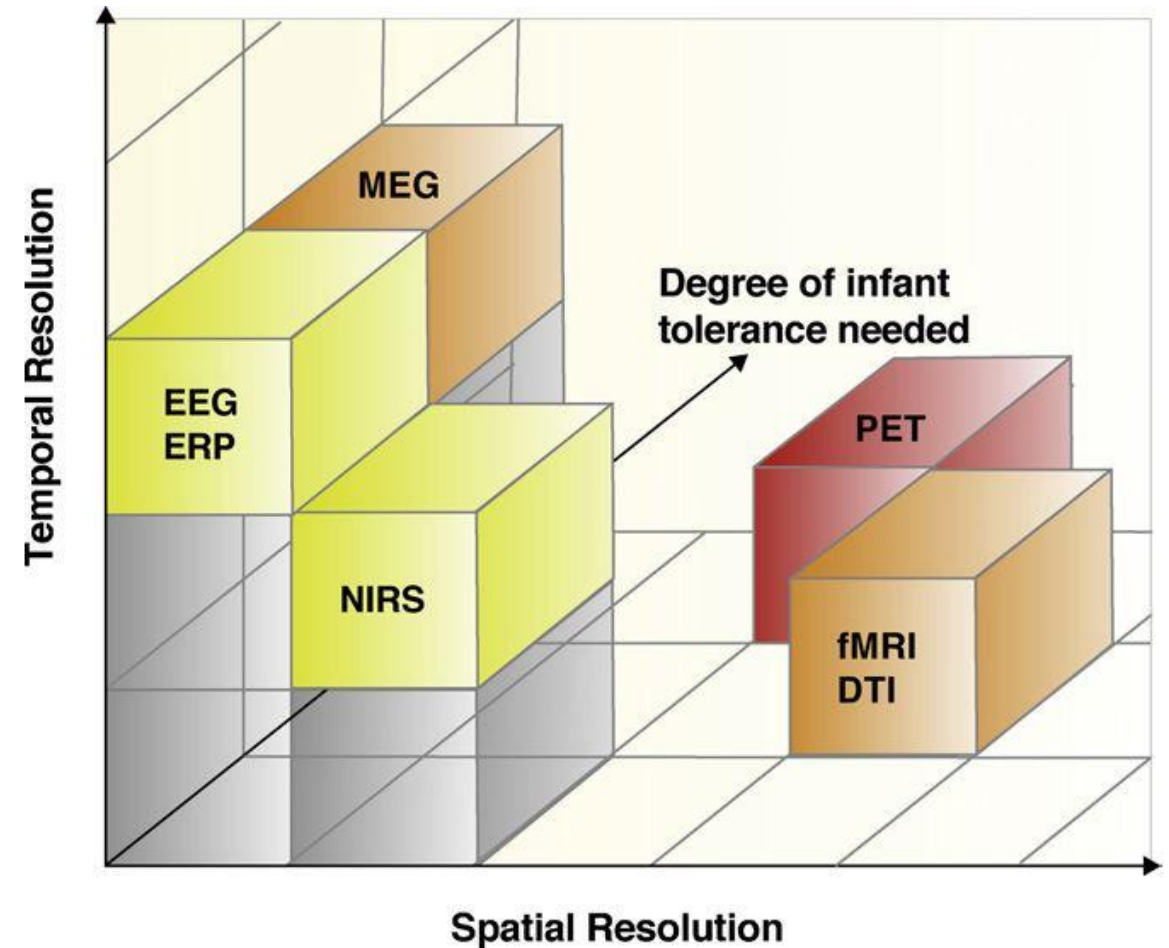 Temporal Resolution
MEG
Degree of infant
tolerance needed
EEG
ERP
PET
NIRS
fMRI
DTI
Spatial Resolution